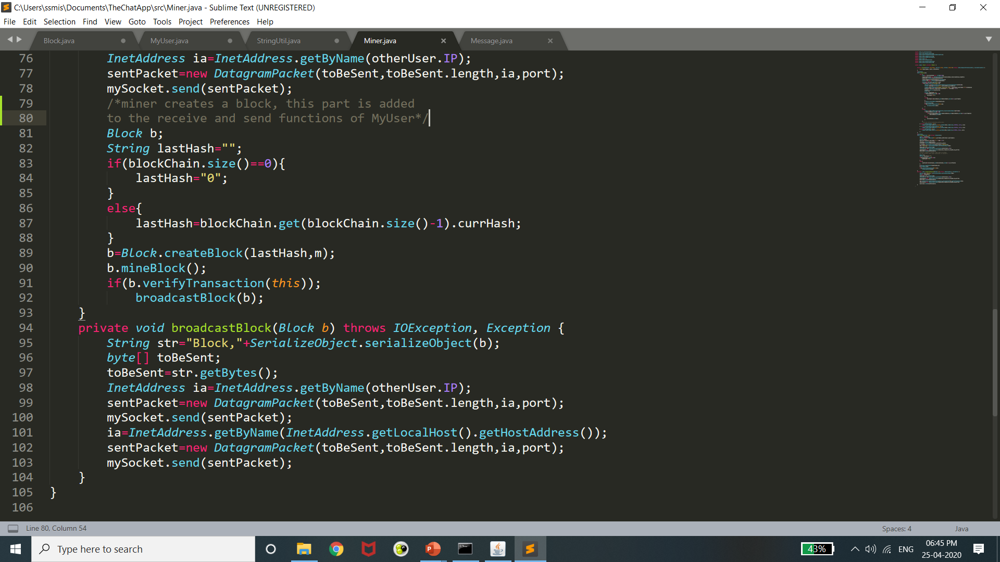 C:\Users\ssmis\Documents\TheChatApp\src\Miner.java - Sublime Text (UNREGISTERED)
File Edit Selection Find View Goto Tools Project Preferences Help
Block.java MyUser.java StringUtil.java Miner.java Message.java
76 InetAddress ia=InetAddress.getByName(otherUser.IP);
77 sentPacket=new DatagramPacket(toBeSent,toBeSent.length,ia,port);
78 mySocket.send(sentPacket);
79 /*miner creates a block, this part is added
80 to the receive and send functions of MyUser*/
81 Block b;
82 String lastHash="";
83 if(blockChain.size()==0){
84 lastHash="0";
85 }
86 else{
87 lastHash=blockChain.get(blockChain.size()-1).currHash;
88 }
89 b=Block.createBlock(lastHash,m);
90 b.mineBlock();
91 if(b.verifyTransaction(this));
92 broadcastBlock(b);
93 }
94 private void broadcastBlock(Block b) throws IOException, Exception {
95 String str="Block,"+SerializeObject.serializeObject(b);
96 byte[] toBeSent;
97 toBeSent=str.getBytes();
98 InetAddress ia=InetAddress.getByName(otherUser.IP);
99 sentPacket=new DatagramPacket(toBeSent,toBeSent.length,ia,port);
100 mySocket.send(sentPacket);
101 ia=InetAddress.getByName(InetAddress.getLocalHost().getHostAddress());
102 sentPacket=new DatagramPacket(toBeSent,toBeSent.length,ia,port);
103 mySocket.send(sentPacket);
104 }
105 }
106
Line 80, Column 54 Spaces: 4 Java
Type here to search
43% ENG
06:45 PM
25-04-2020